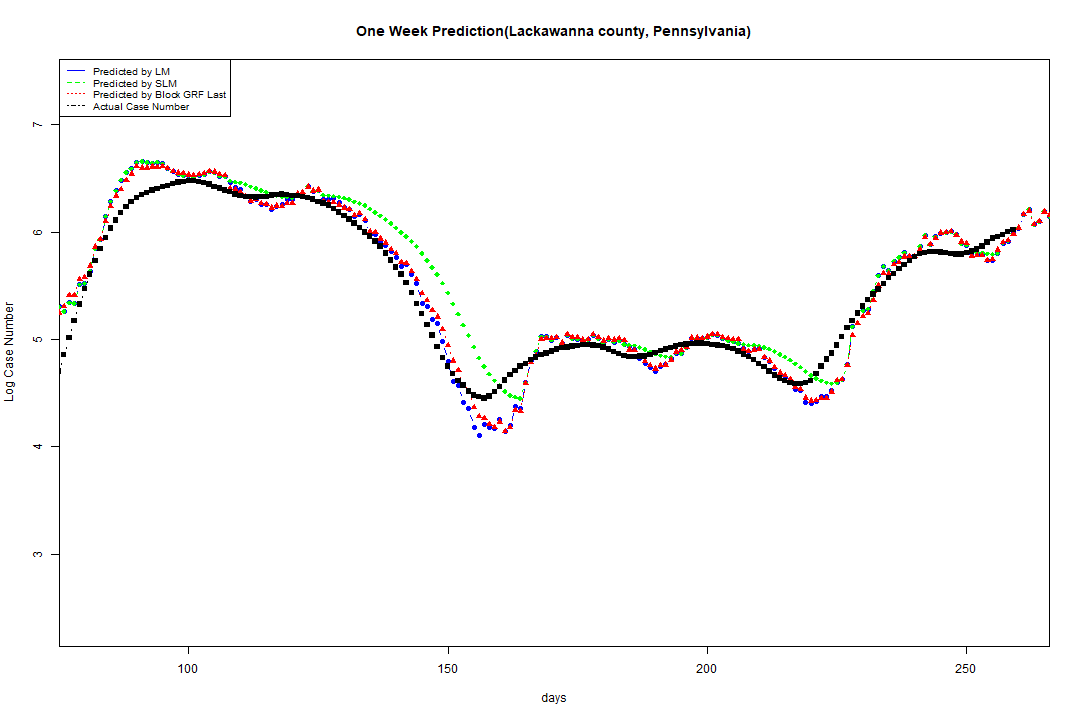 One Week Prediction(Lackawanna county, Pennsylvania)
Predicted by LM
Predicted by SLM
Predicted by Block GRF Last
Actual Case Number
Log Case Number
7
6
5
4
3
100 150 200 250
days